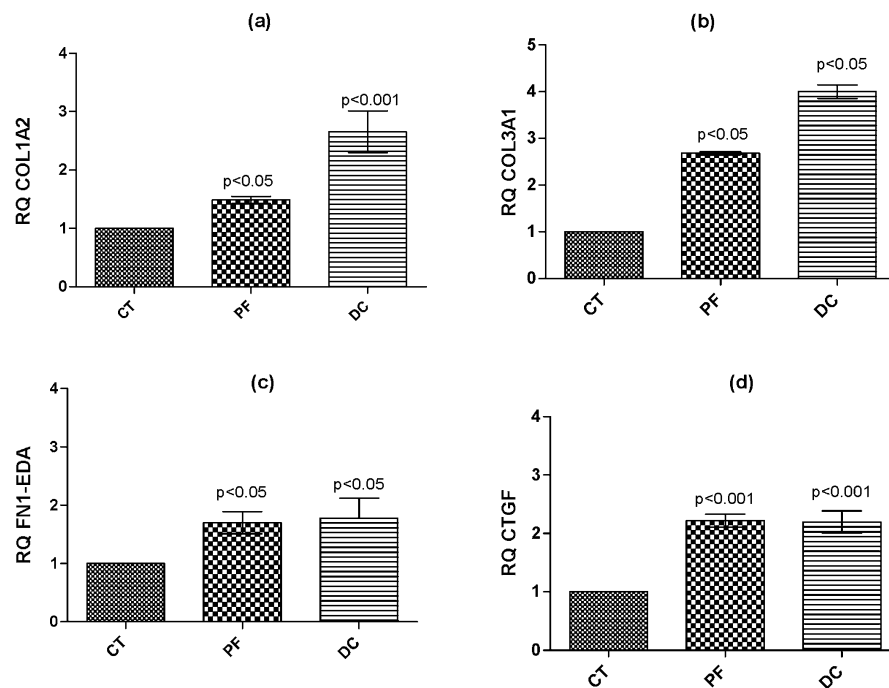 (a)
RQ COL1A2
4
3
2
1
0
p<0.05
p<0.001
CT
PF
DC
(b)
RQ COL3A1
5
4
3
2
1
0
p<0.05
p<0.05
CT
PF
DC
(c)
RQ FN1-EDA
4
3
2
1
0
p<0.05
p<0.05
CT
PF
DC
(d)
RQ CTGF
4
3
2
1
0
p<0.001
p<0.001
CT
PF
DC